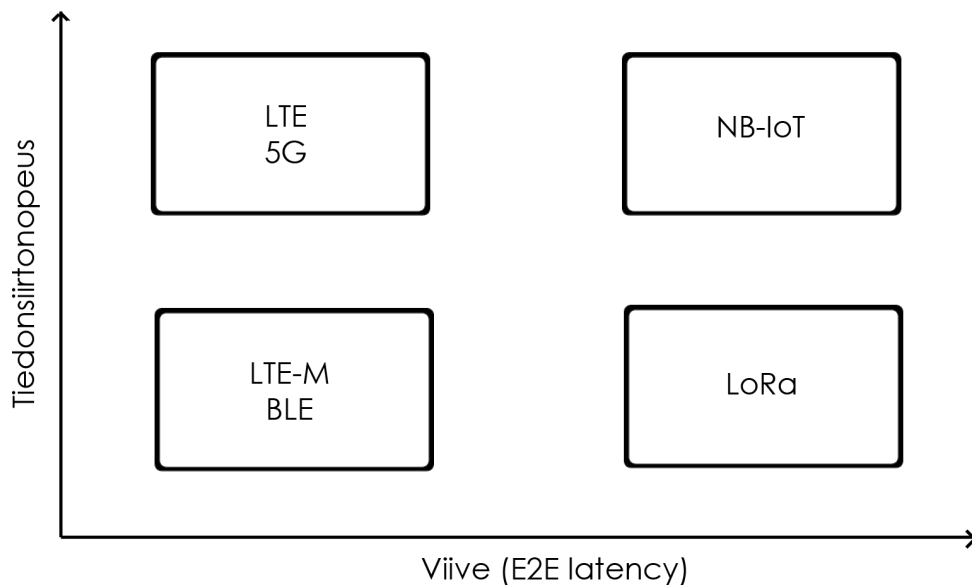 Tiedonsiirtonopeus
LTE
5G
NB-IoT
LTE-M
BLE
LoRa
Viive (E2E latency)